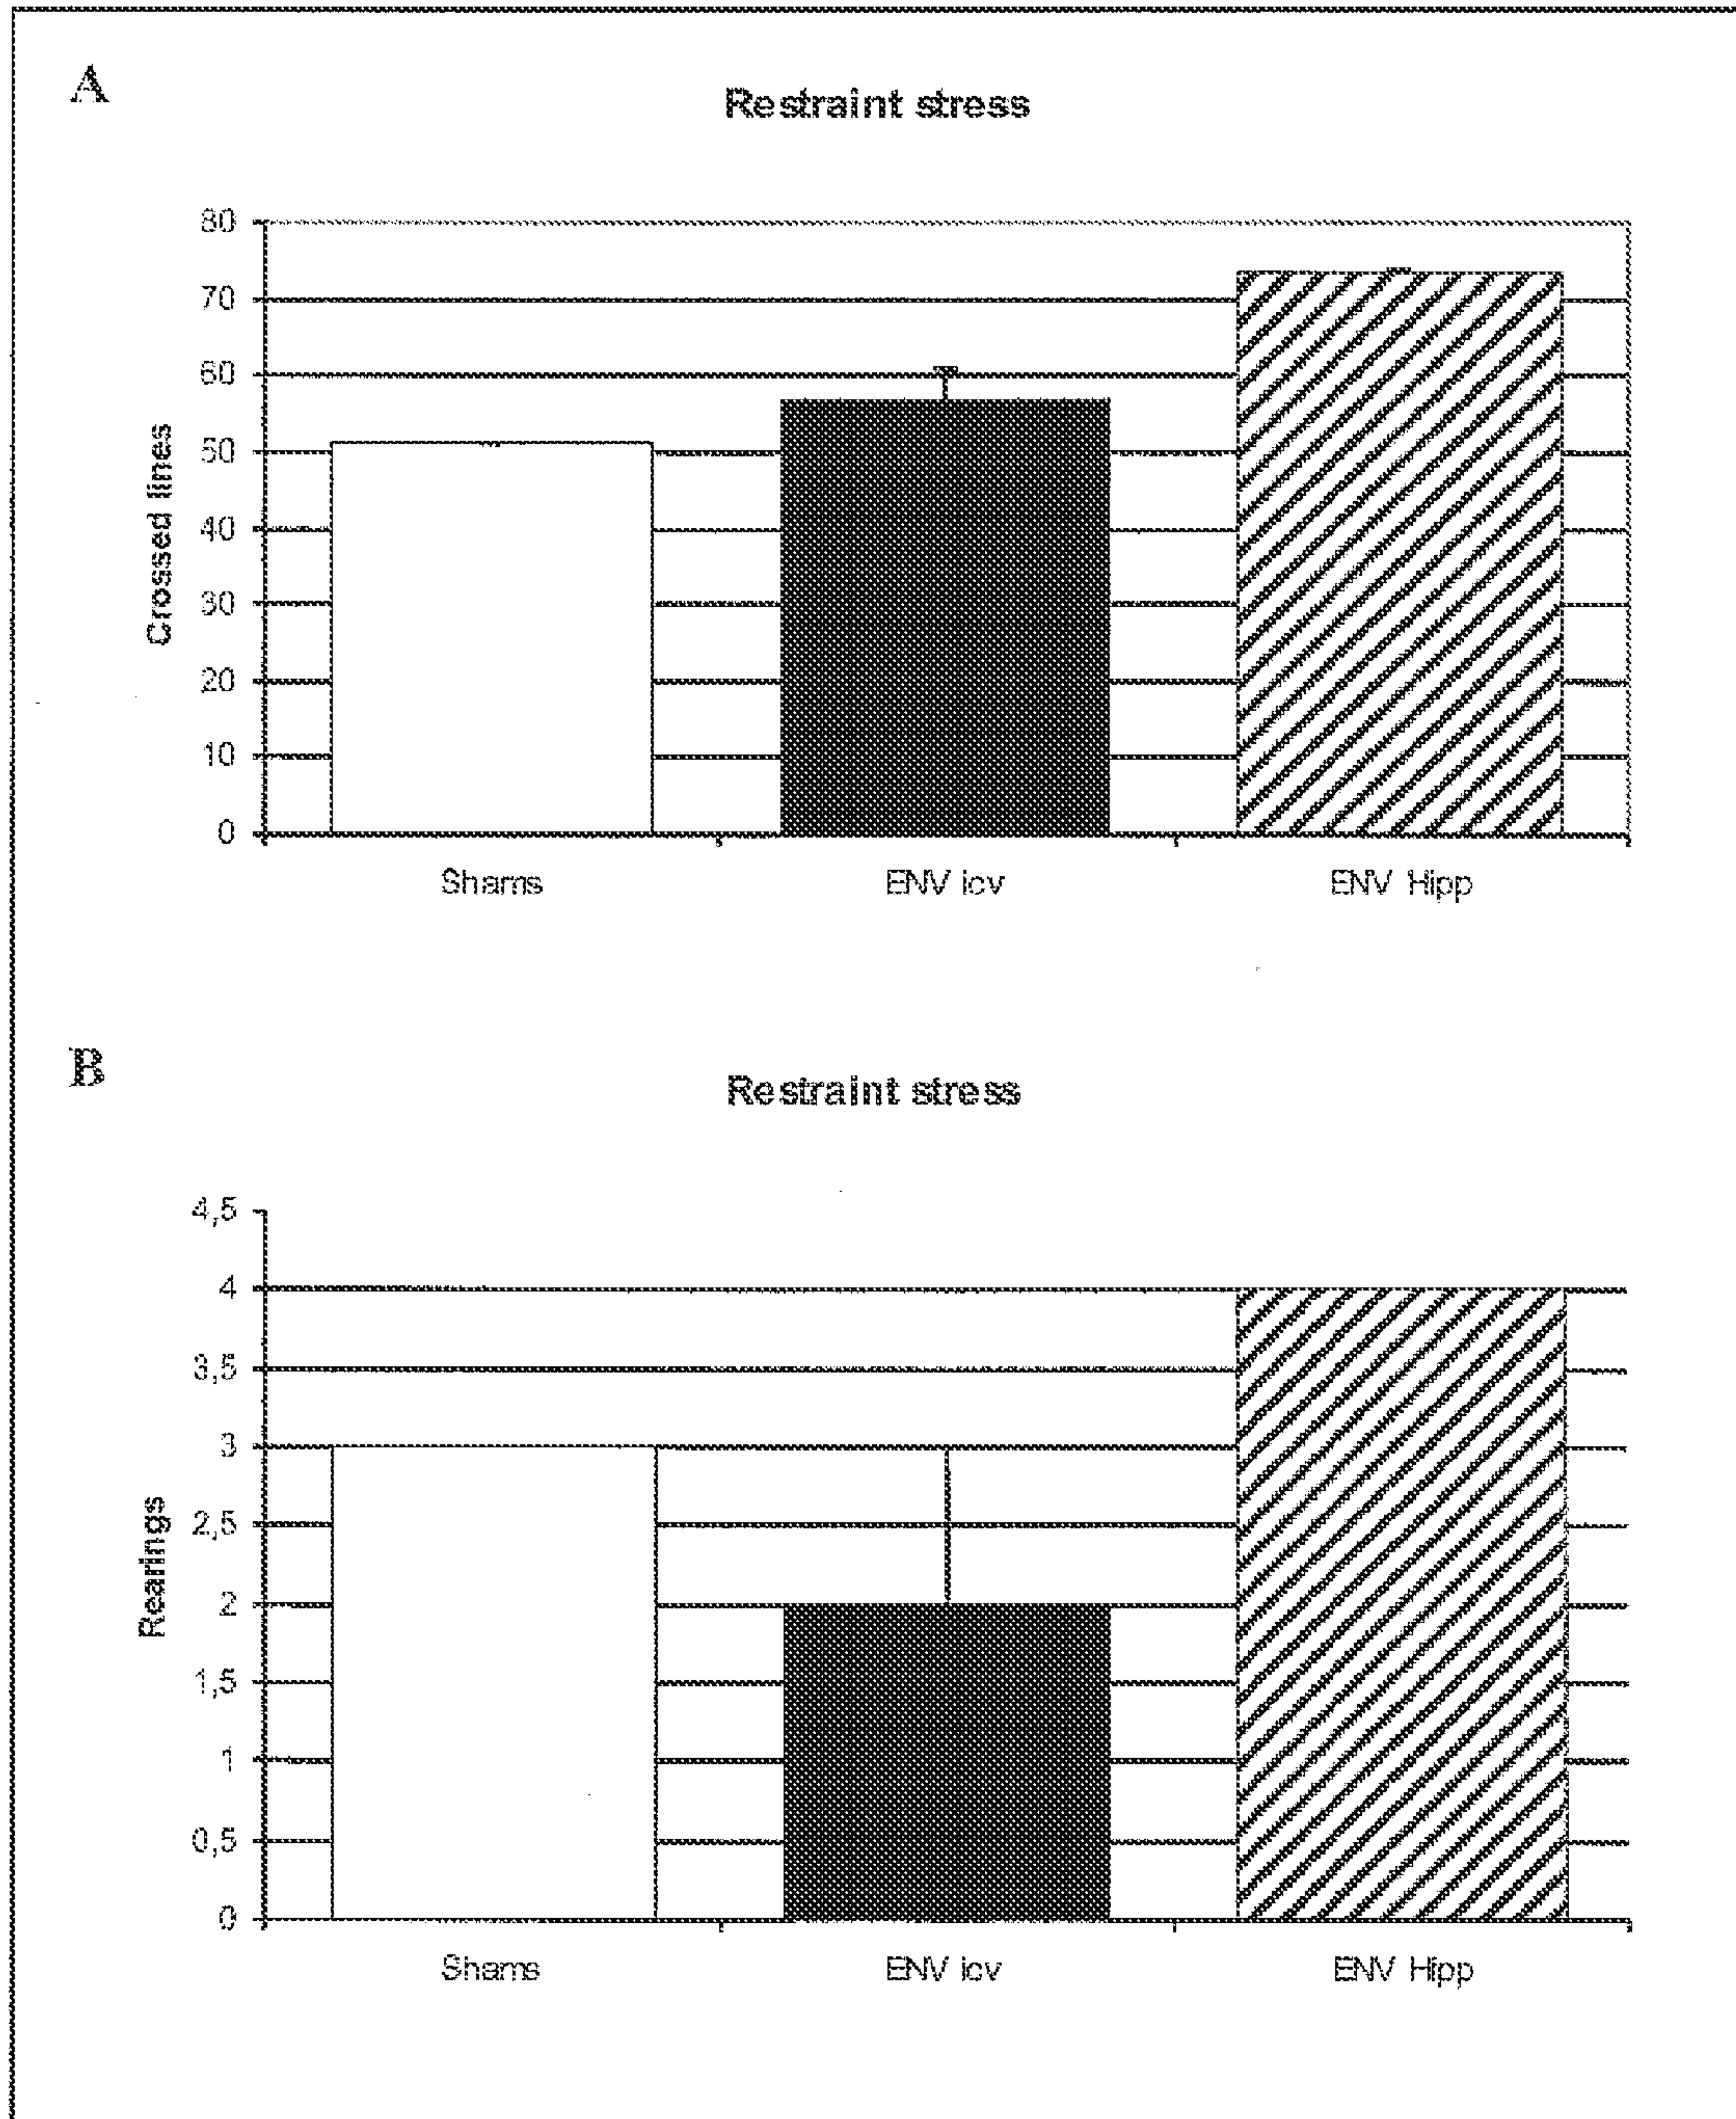 A
Restraint stress
80
70
60
50
40
30
20
10
0
Crossed lines
Shams
ENV icv
ENV Hipp
B
Restraint stress
4,5
4
3,5
3
2,5
2
1,5
1
0,5
0
Rearings
Shams
ENV icv
ENV Hipp